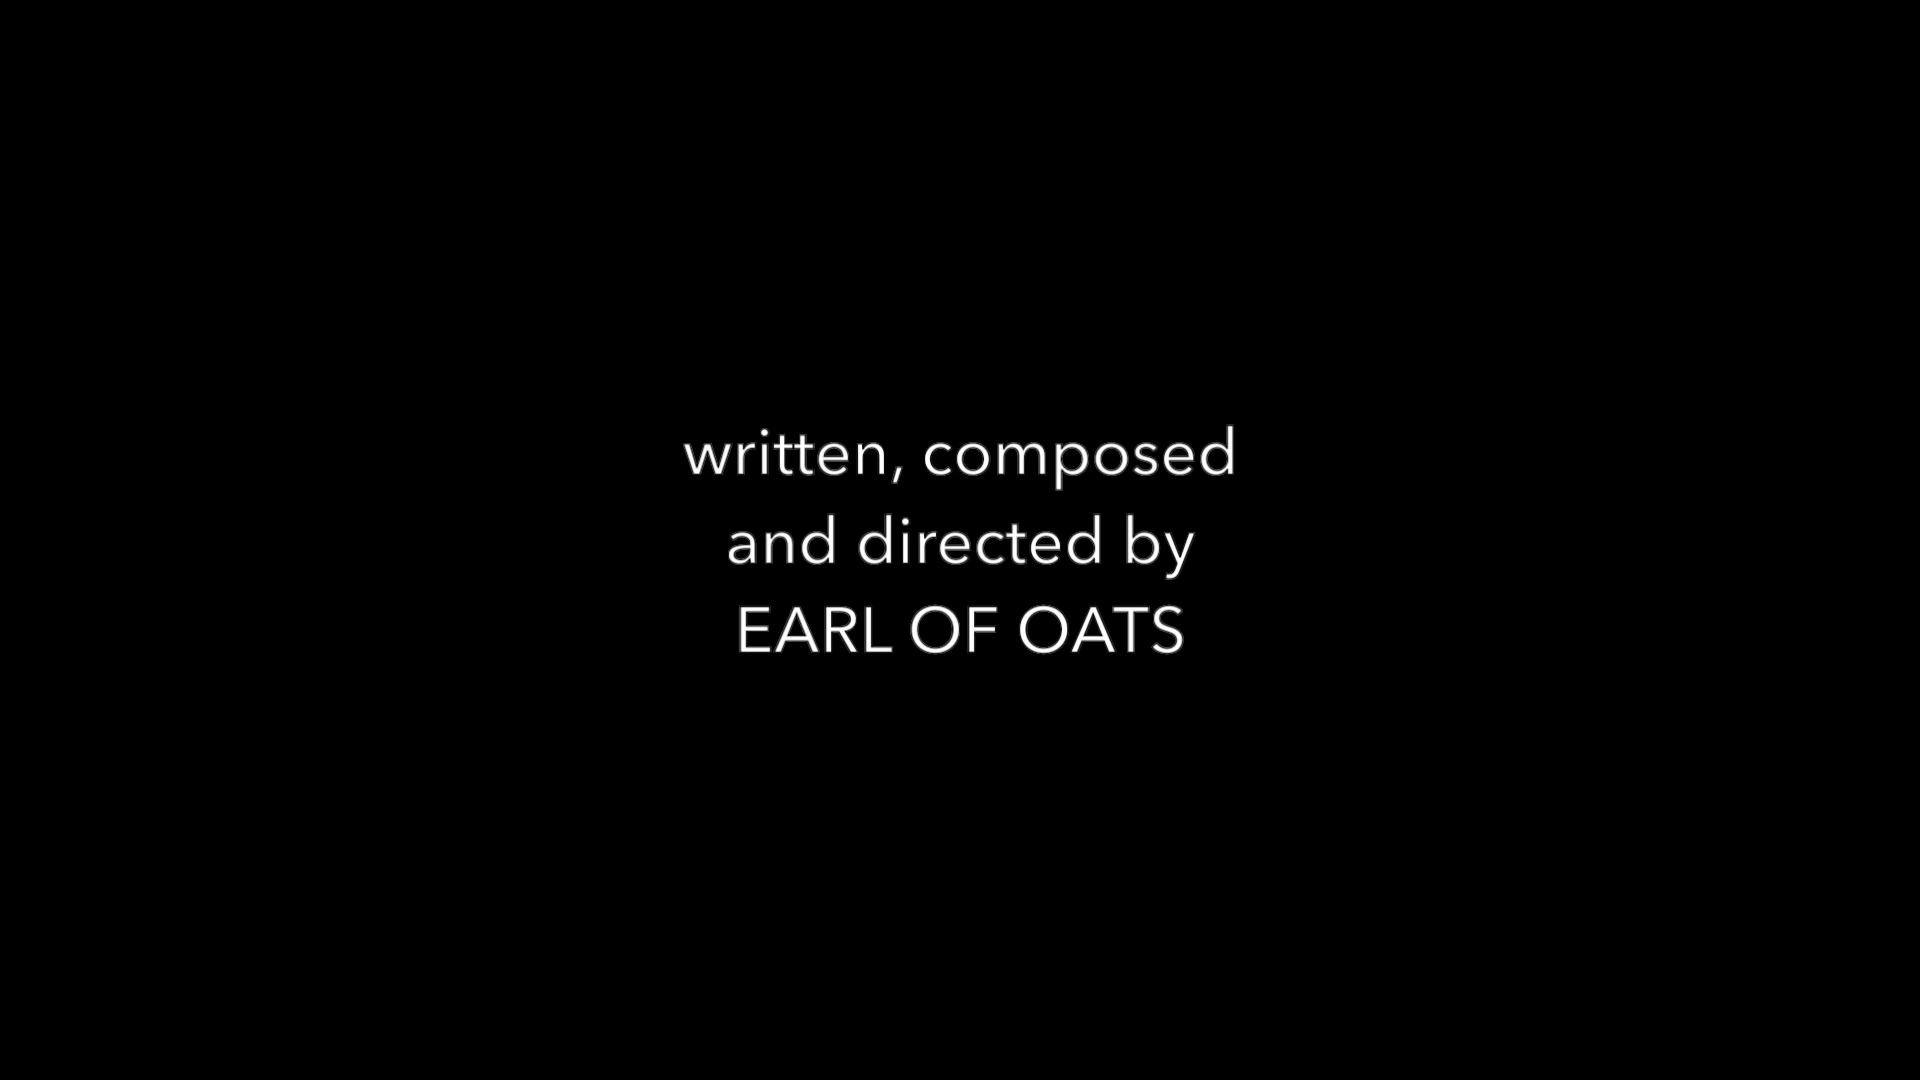 written, composed
and directed by
EARL OF OATS